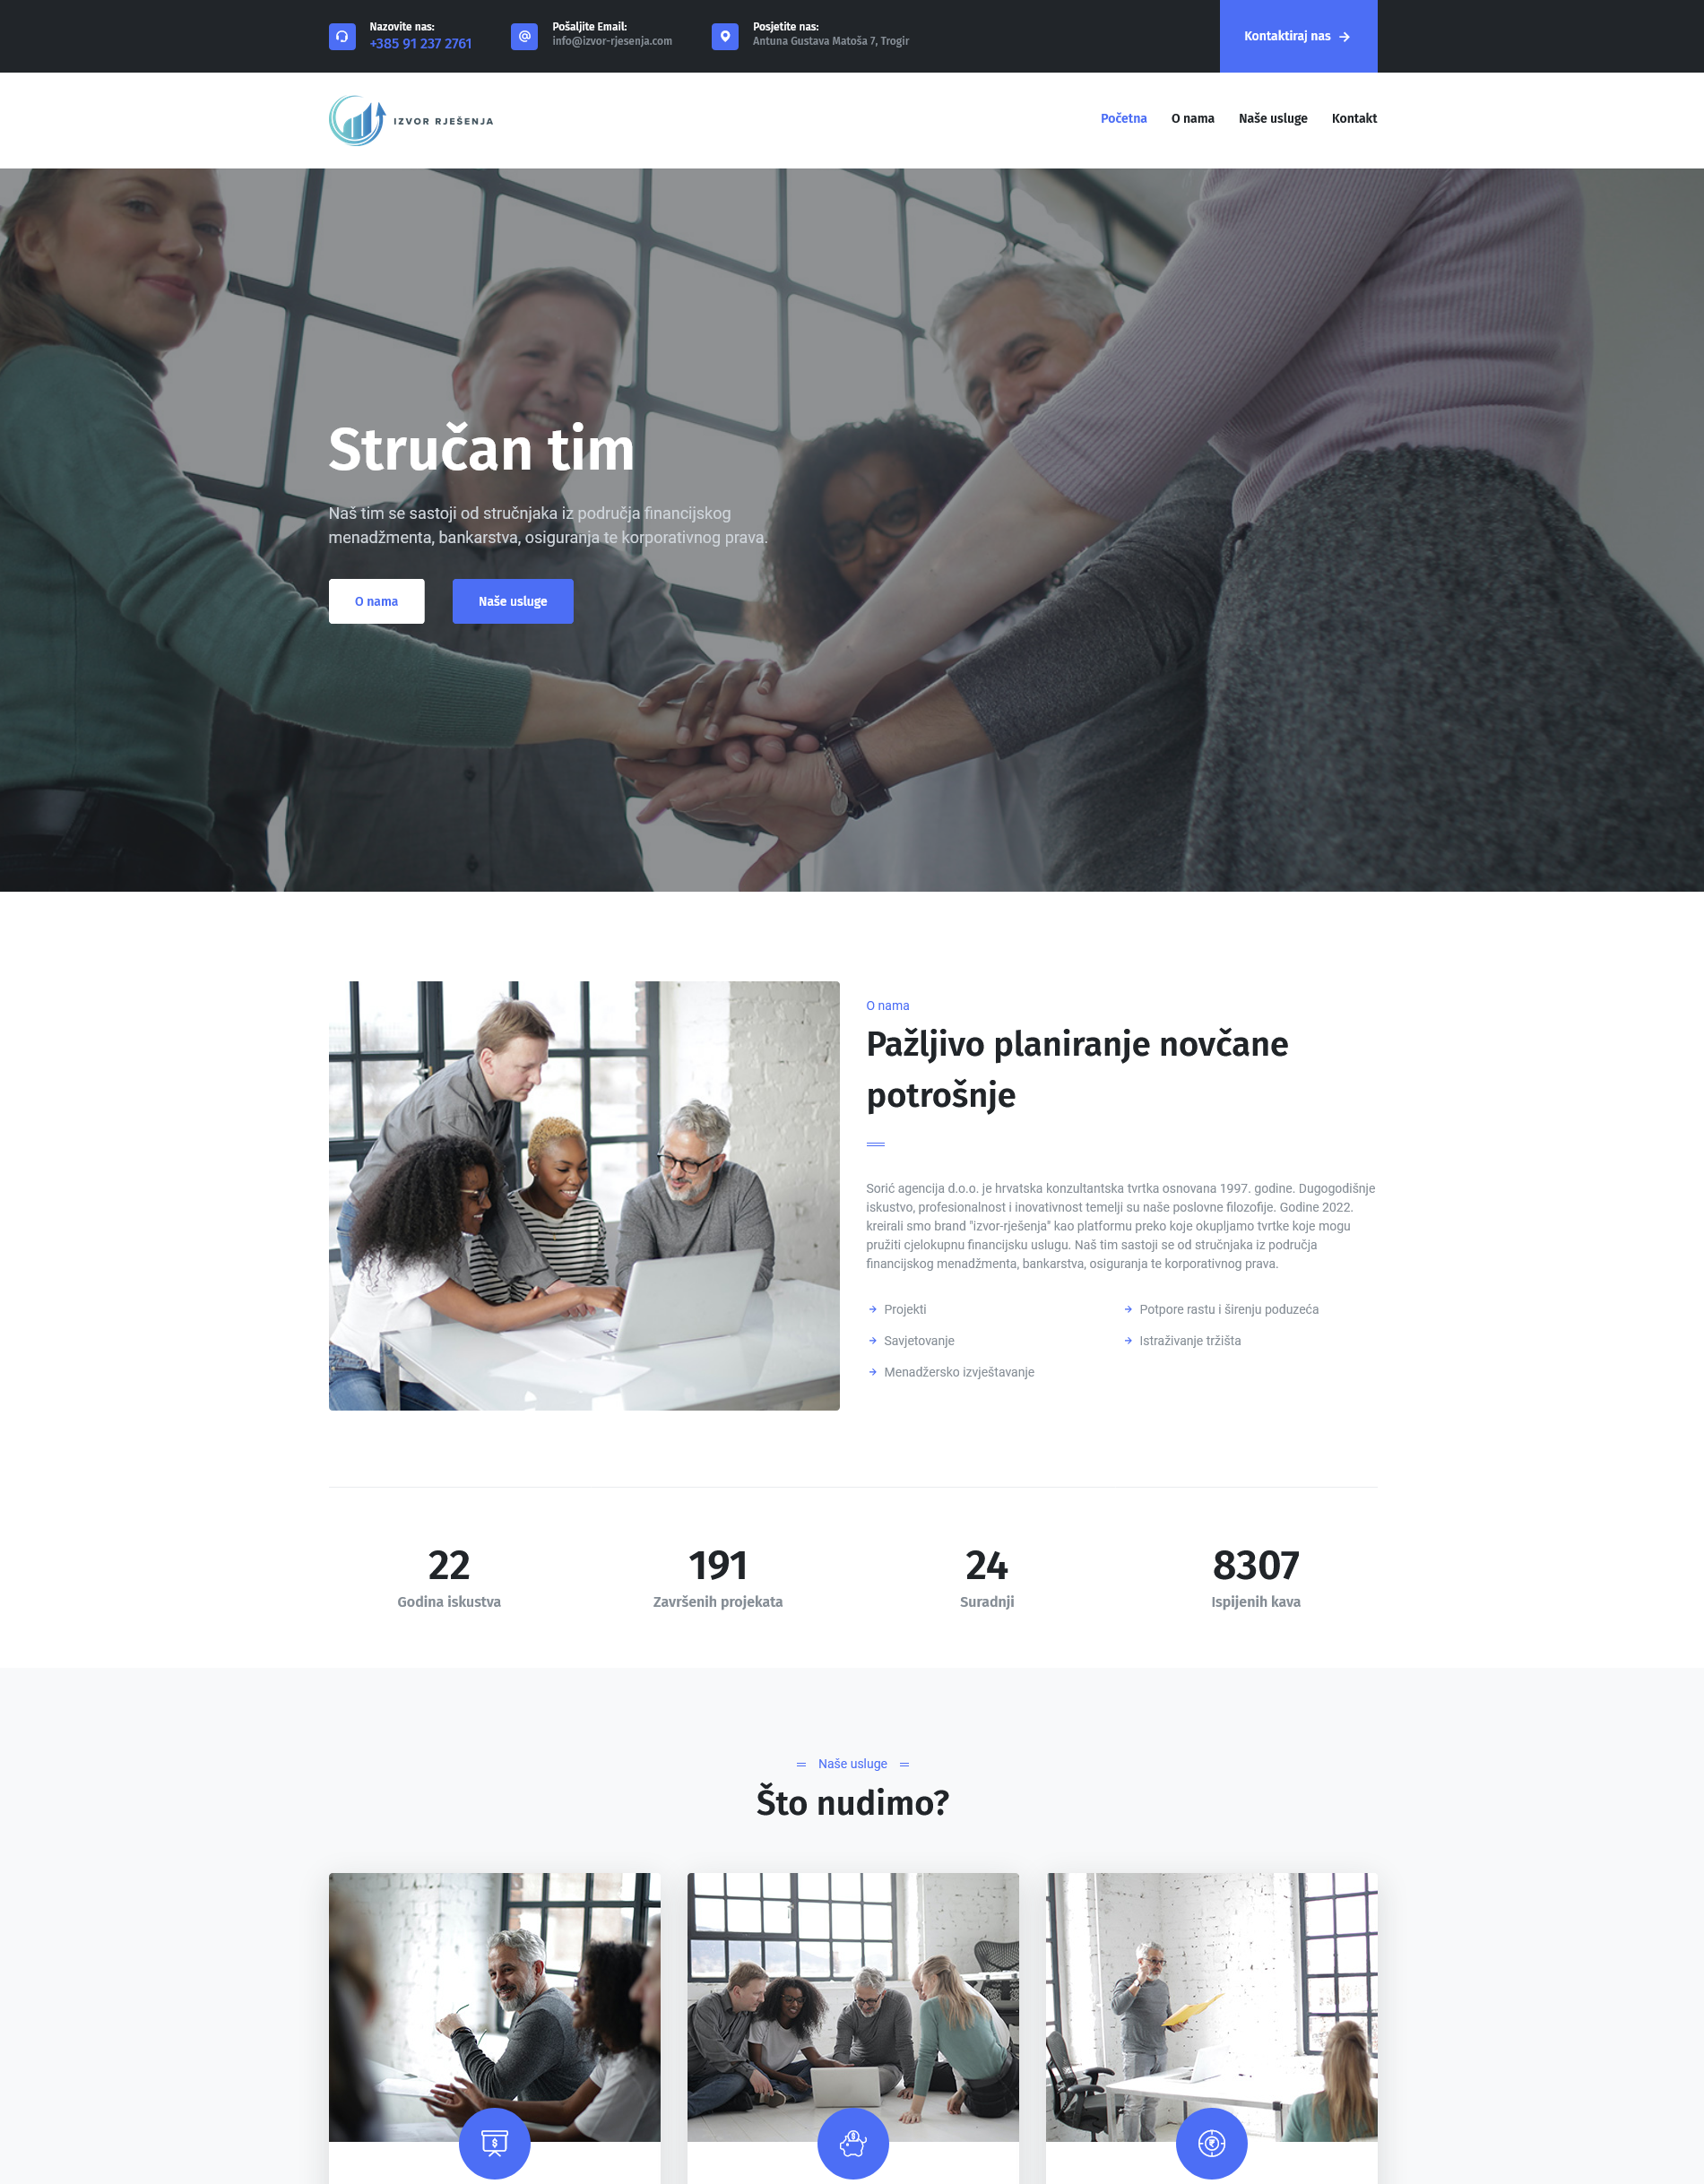 Nazovite nas:
+385 91 237 2761
Pošaljite Email:
info@izvor-rjesenja.com
Posjetite nas:
Antuna Gustava Matoša 7, Trogir
Kontaktiraj nas
IZVOR RJEŠENJA
Početna
O nama
Naše usluge
Kontakt
Stručan tim
Naš tim se sastoji od stručnjaka iz područja financijskog
menadžmenta, bankarstva, osiguranja te korporativnog prava.
O nama
Naše usluge
O nama
Pažljivo planiranje novčane
potrošnje
Sorić agencija d.o.o. je hrvatska konzultantska tvrtka osnovana 1997. godine. Dugogodišnje
iskustvo, profesionalnost i inovativnost temelji su naše poslovne filozofije. Godine 2022.
kreirali smo brand "izvor-rješenja" kao platformu preko koje okupljamo tvrtke koje mogu
pružiti cjelokupnu financijsku uslugu. Naš tim sastoji se od stručnjaka iz područja
financijskog menadžmenta, bankarstva, osiguranja te korporativnog prava.
Projekti
Potpore rastu i širenju poduzeća
Savjetovanje
Istraživanje tržišta
Menadžersko izvještavanje
22
Godina iskustva
191
Završenih projekata
24
Suradnji
8307
Ispijenih kava
Naše usluge
Što nudimo?